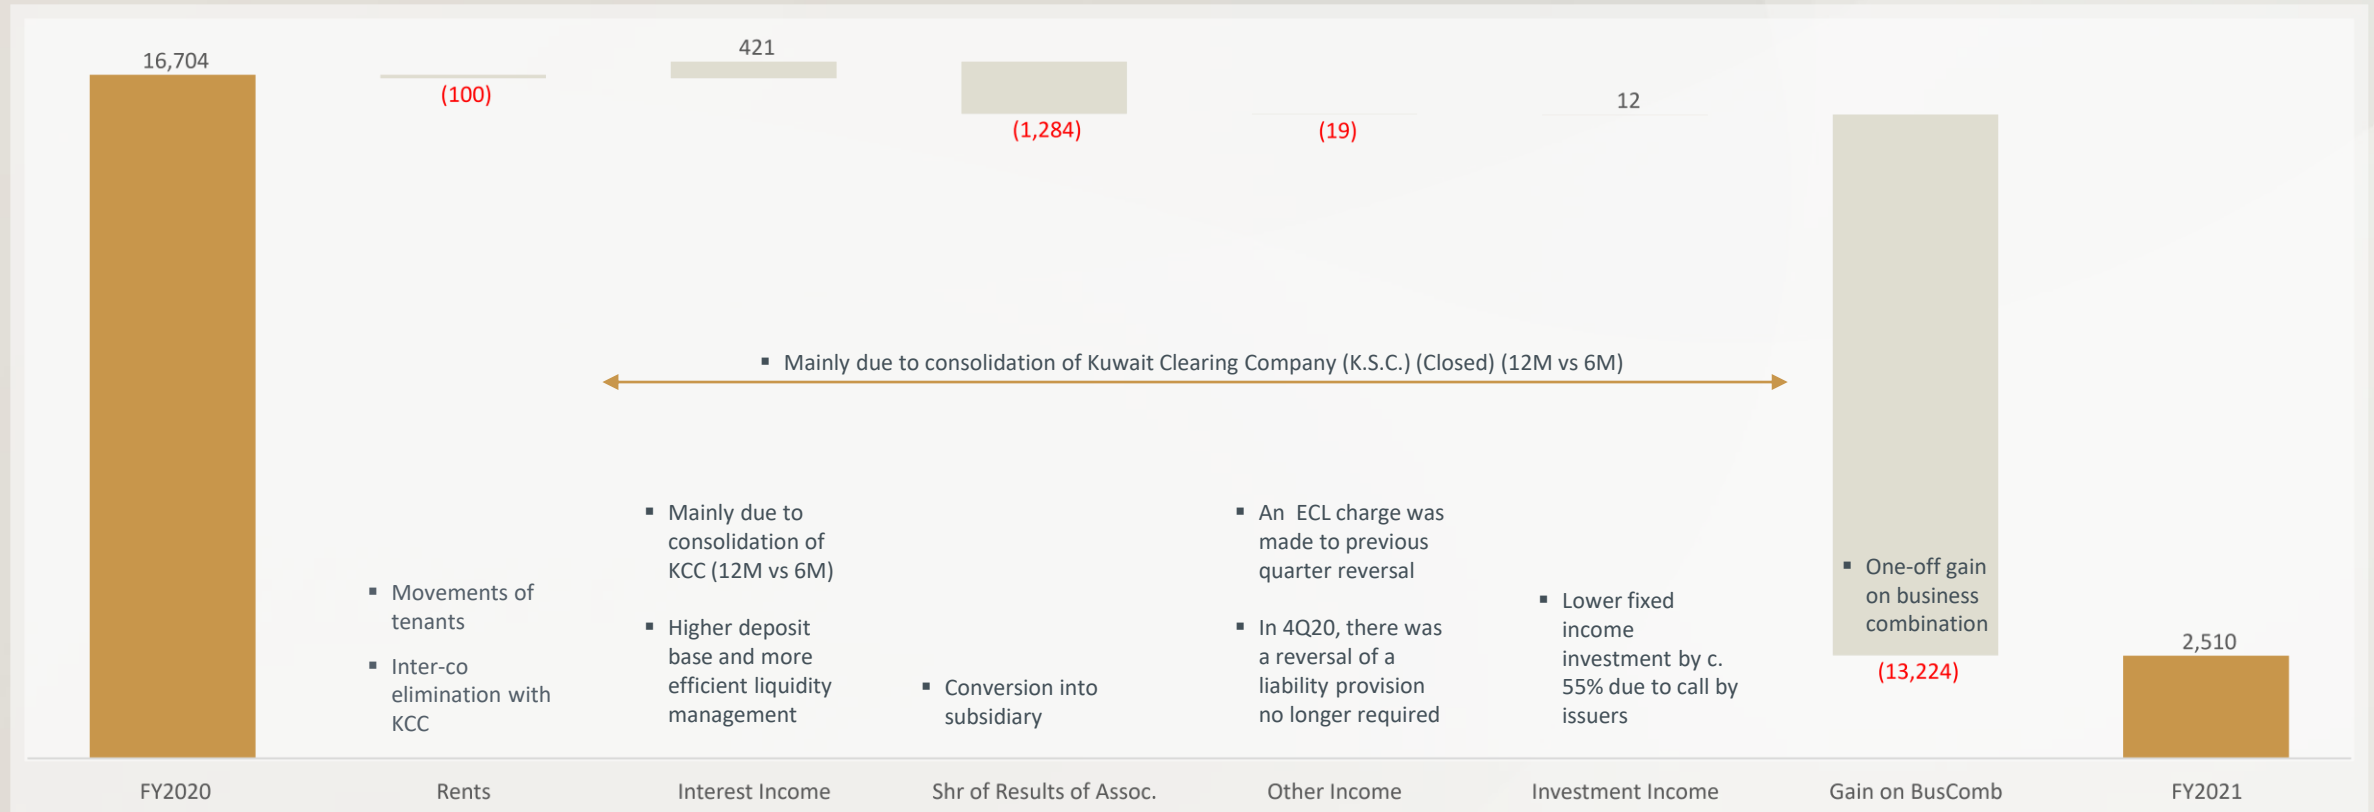 16,704
(100)
421
(1,284)
(19)
12
(13,224)
2,510
▪ Mainly due to consolidation of Kuwait Clearing Company (K.S.C.) (Closed) (12M vs 6M)
▪ Movements of
tenants
▪ Inter-co
elimination with
KCC
▪ Mainly due to
consolidation of
KCC (12M vs 6M)
▪ Higher deposit
base and more
efficient liquidity
management
▪ Conversion into
subsidiary
▪ An ECL charge was
made to previous
quarter reversal
▪ In 4Q20, there was
a reversal of a
liability provision
no longer required
▪ Lower fixed
income
investment by c.
55% due to call by
issuers
▪ One-off gain
on business
combination
FY2020
Rents
Interest Income
Shr of Results of Assoc.
Other Income
Investment Income
Gain on BusComb
FY2021